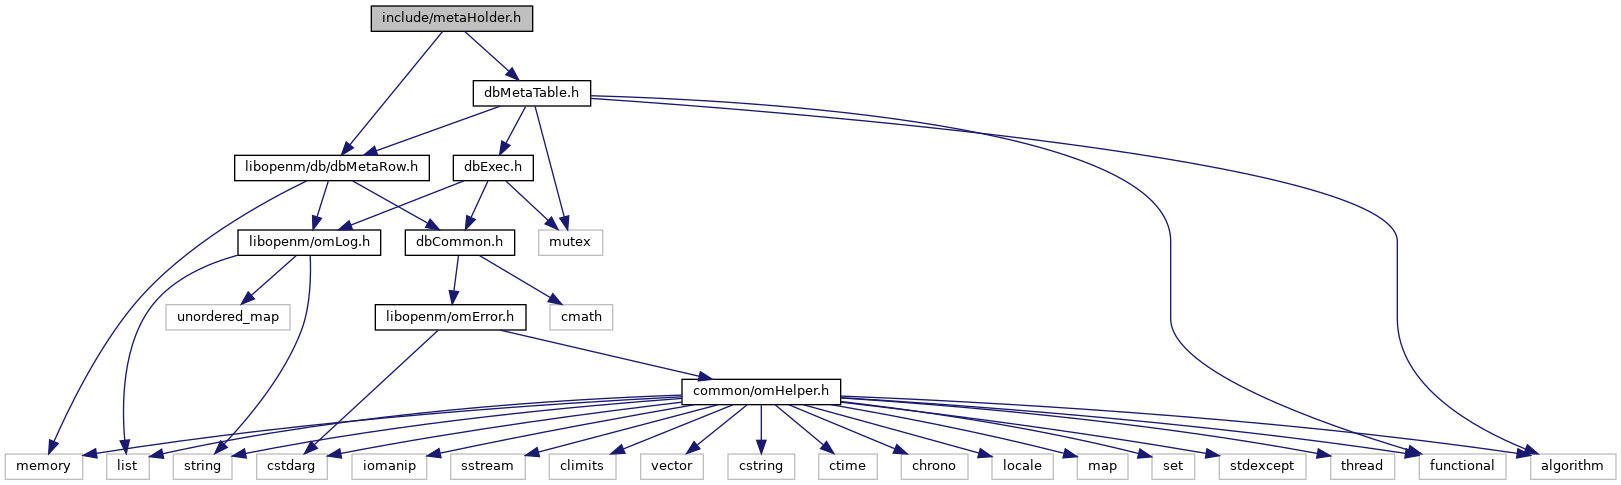 include/metaHolder.h
dbMetaTable.h
libopenm/db/dbMetaRow.h
dbExec.h
libopenm/omLog.h
dbCommon.h
mutex
unordered_map
libopenm/omError.h
cmath
common/omHelper.h
memory
list
string
cstdarg
iomanip
sstream
climits
vector
cstring
ctime
chrono
locale
map
set
stdexcept
thread
functional
algorithm